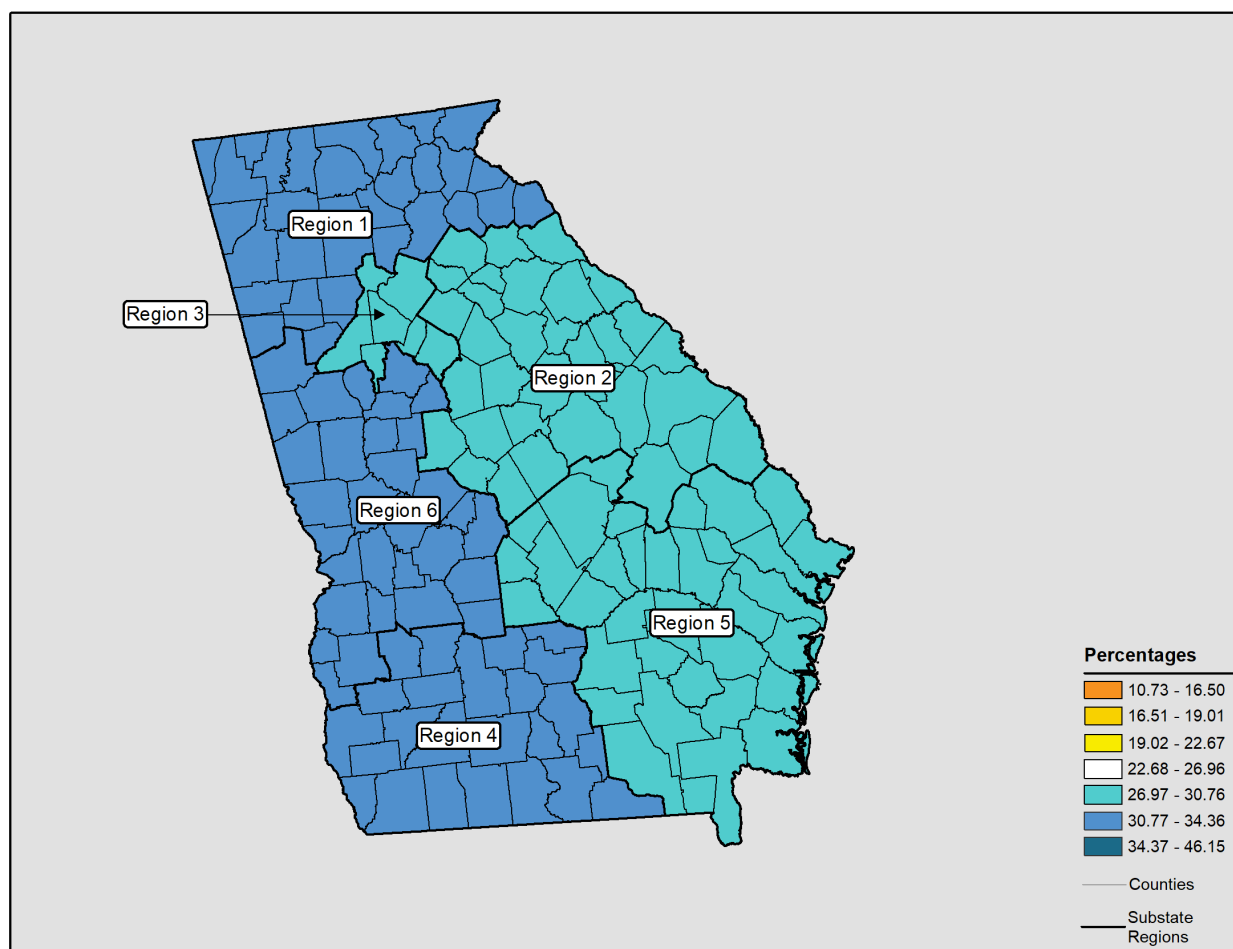 Region 1
Region 3
Region 2
Region 6
Region 5
Region 4
Percentages
10.73 - 16.50
16.51 - 19.01
19.02 - 22.67
22.68 - 26.96
26.97 - 30.76
30.77 - 34.36
34.37 - 46.15
Counties
Substate
Regions